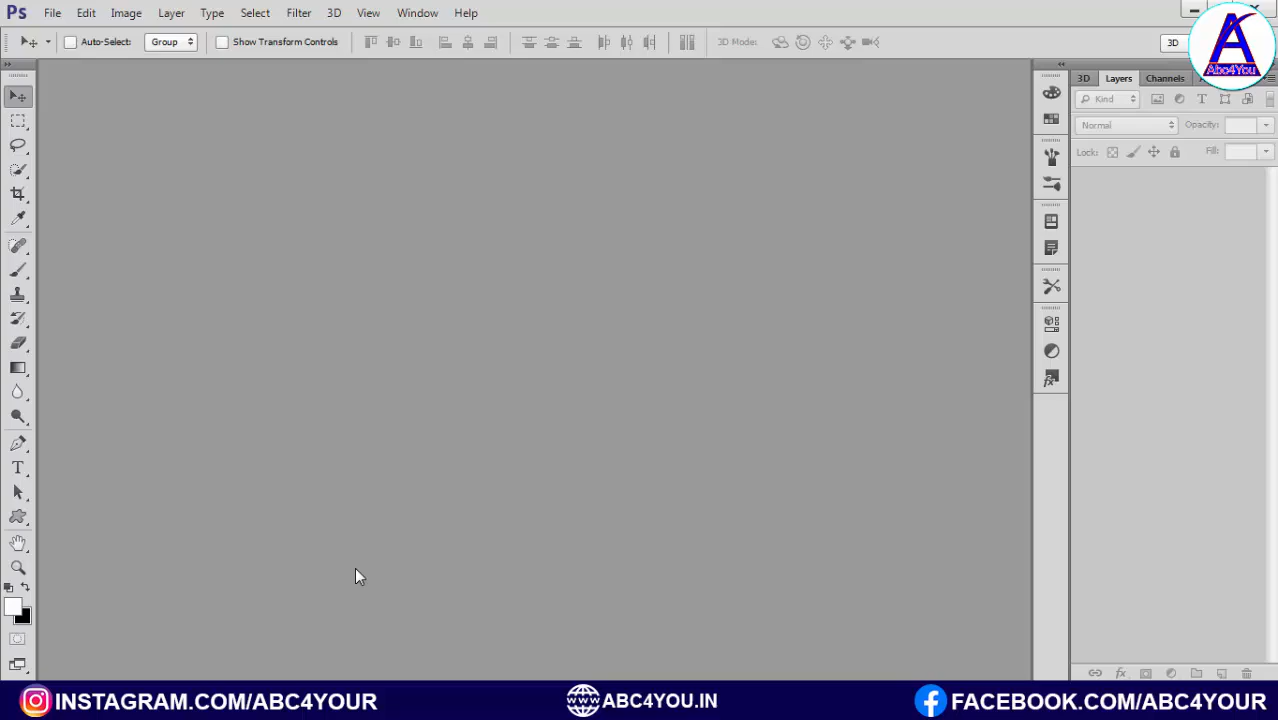 Ps File Edit Image Layer Type Select Filter 3D View Window Help
Auto-Select: Group Show Transform Controls 3D Mode: 3D
Abc4You
3D Layers Channels
Kind
Normal Opacity:
Lock: Fill:
INSTAGRAM.COM/ABC4YOUR ABC4YOU.IN FACEBOOK.COM/ABC4YOUR